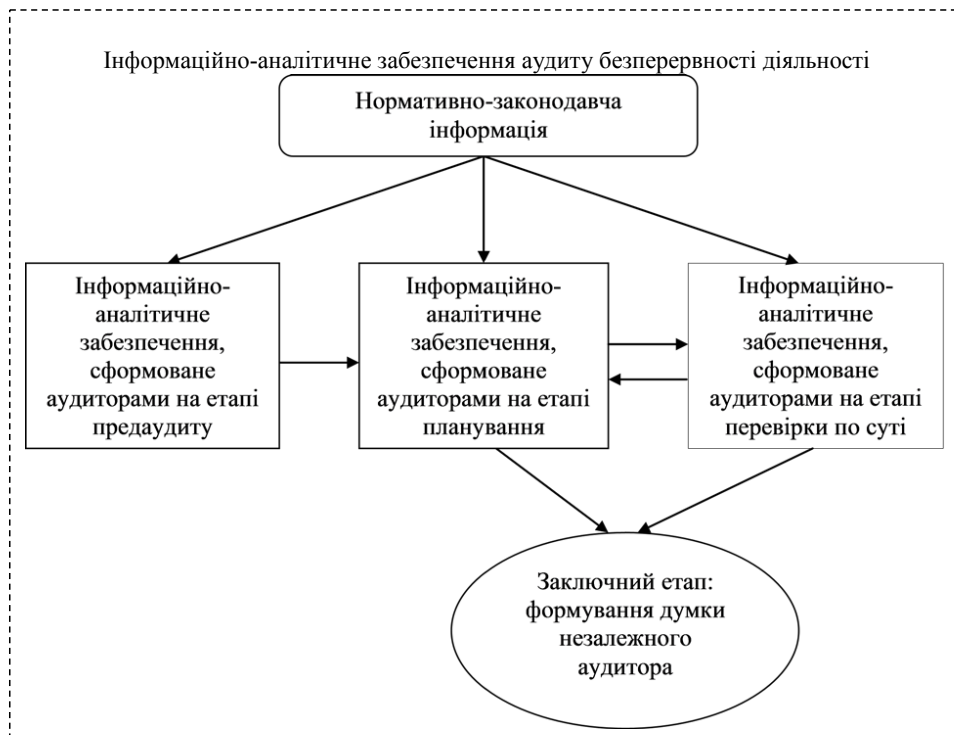 Інформаційно-аналітичне забезпечення аудиту безперервності діяльності
Нормативно-законодавча
інформація
Інформаційно-
аналітичне
забезпечення,
сформоване
аудиторами на етапі
предаудиту
Інформаційно-
аналітичне
забезпечення,
сформоване
аудиторами на етапі
планування
Інформаційно-
аналітичне
забезпечення,
сформоване
аудиторами на етапі
перевірки по суті
Заключний етап:
формування думки
незалежного
аудитора